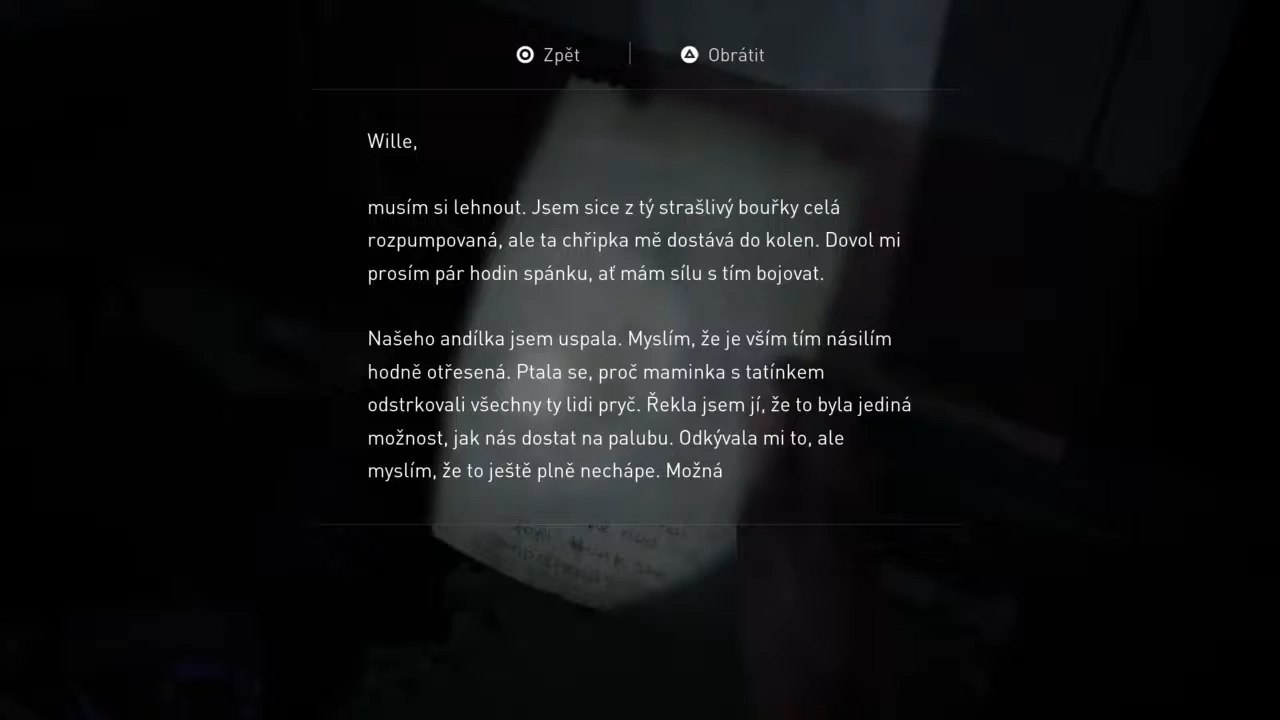 Zpět | Obrátit
Wille,
musím si lehnout. Jsem sice z tý strašlivý bouřky celá
rozpumpovaná, ale ta chřipka mě dostává do kolen. Dovol mi
prosím pár hodin spánku, ať mám sílu s tím bojovat.
Našeho andílka jsem uspala. Myslím, že je vším tím násilím
hodně otřesená. Ptala se, proč maminka s tatínkem
odstrkovali všechny ty lidi pryč. Řekla jsem jí, že to byla jediná
možnost, jak nás dostat na palubu. Odkývala mi to, ale
myslím, že to ještě plně nechápe. Možná